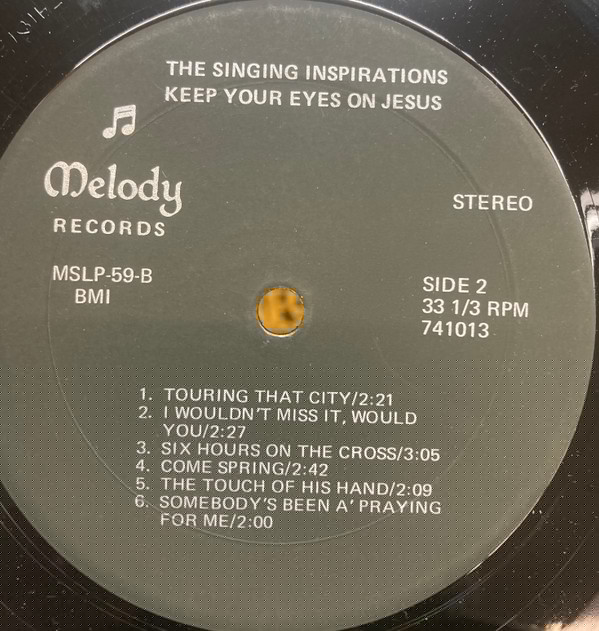 THE SINGING INSPIRATIONS
KEEP YOUR EYES ON JESUS
Melody
RECORDS
STEREO
MSLP-59-B
BMI
SIDE 2
33 1/3 RPM
741013
1. TOURING THAT CITY/2:21
2. I WOULDN'T MISS IT, WOULD
YOU/2:27
3. SIX HOURS ON THE CROSS/3:05
4. COME SPRING/2:42
5. THE TOUCH OF HIS HAND/2:09
6. SOMEBODY'S BEEN A' PRAYING
FOR ME/2:00